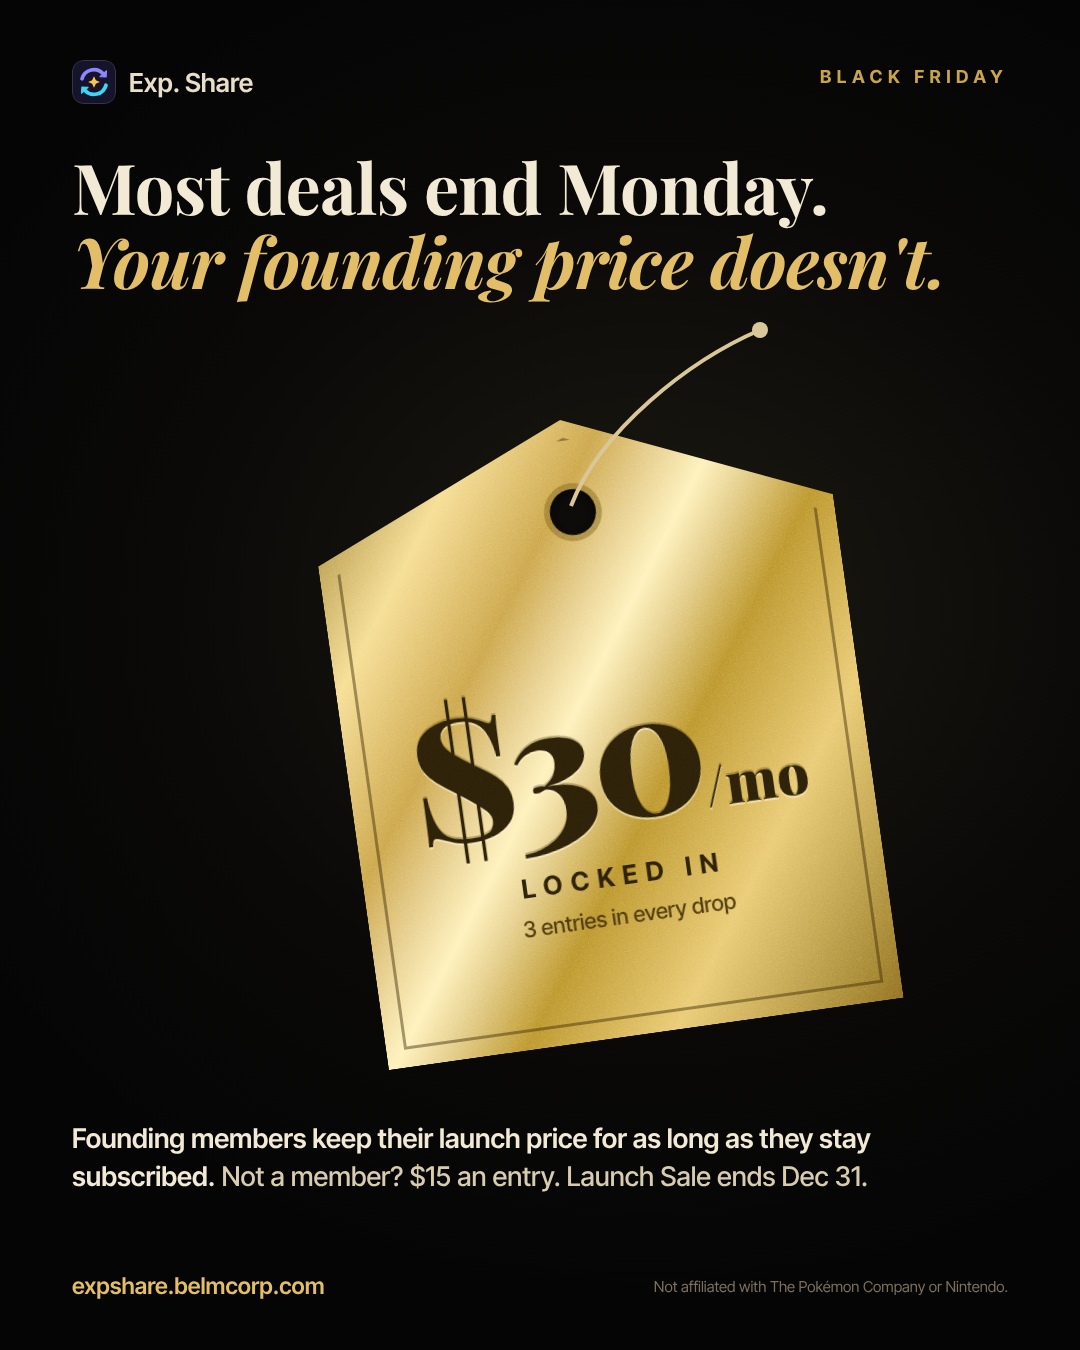 Exp. Share
BLACK FRIDAY
Most deals end Monday.
Your founding price doesn't.
$30/mo
LOCKED IN
3 entries in every drop
Founding members keep their launch price for as long as they stay
subscribed. Not a member? $15 an entry. Launch Sale ends Dec 31.
expshare.belmcorp.com
Not affiliated with The Pokémon Company or Nintendo.